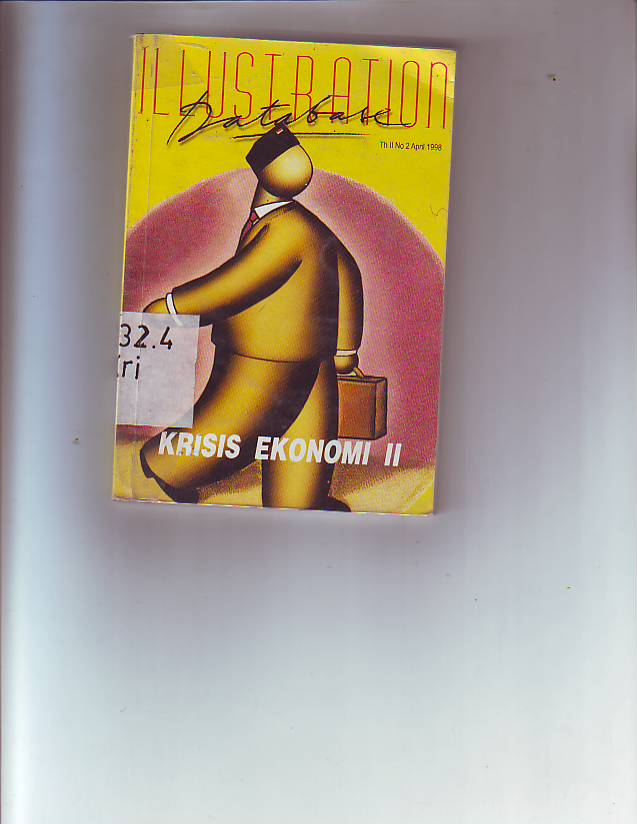 ILLUSTRATION
Database
Th II No 2 April 1998
32.4
Kri
KRISIS EKONOMI II